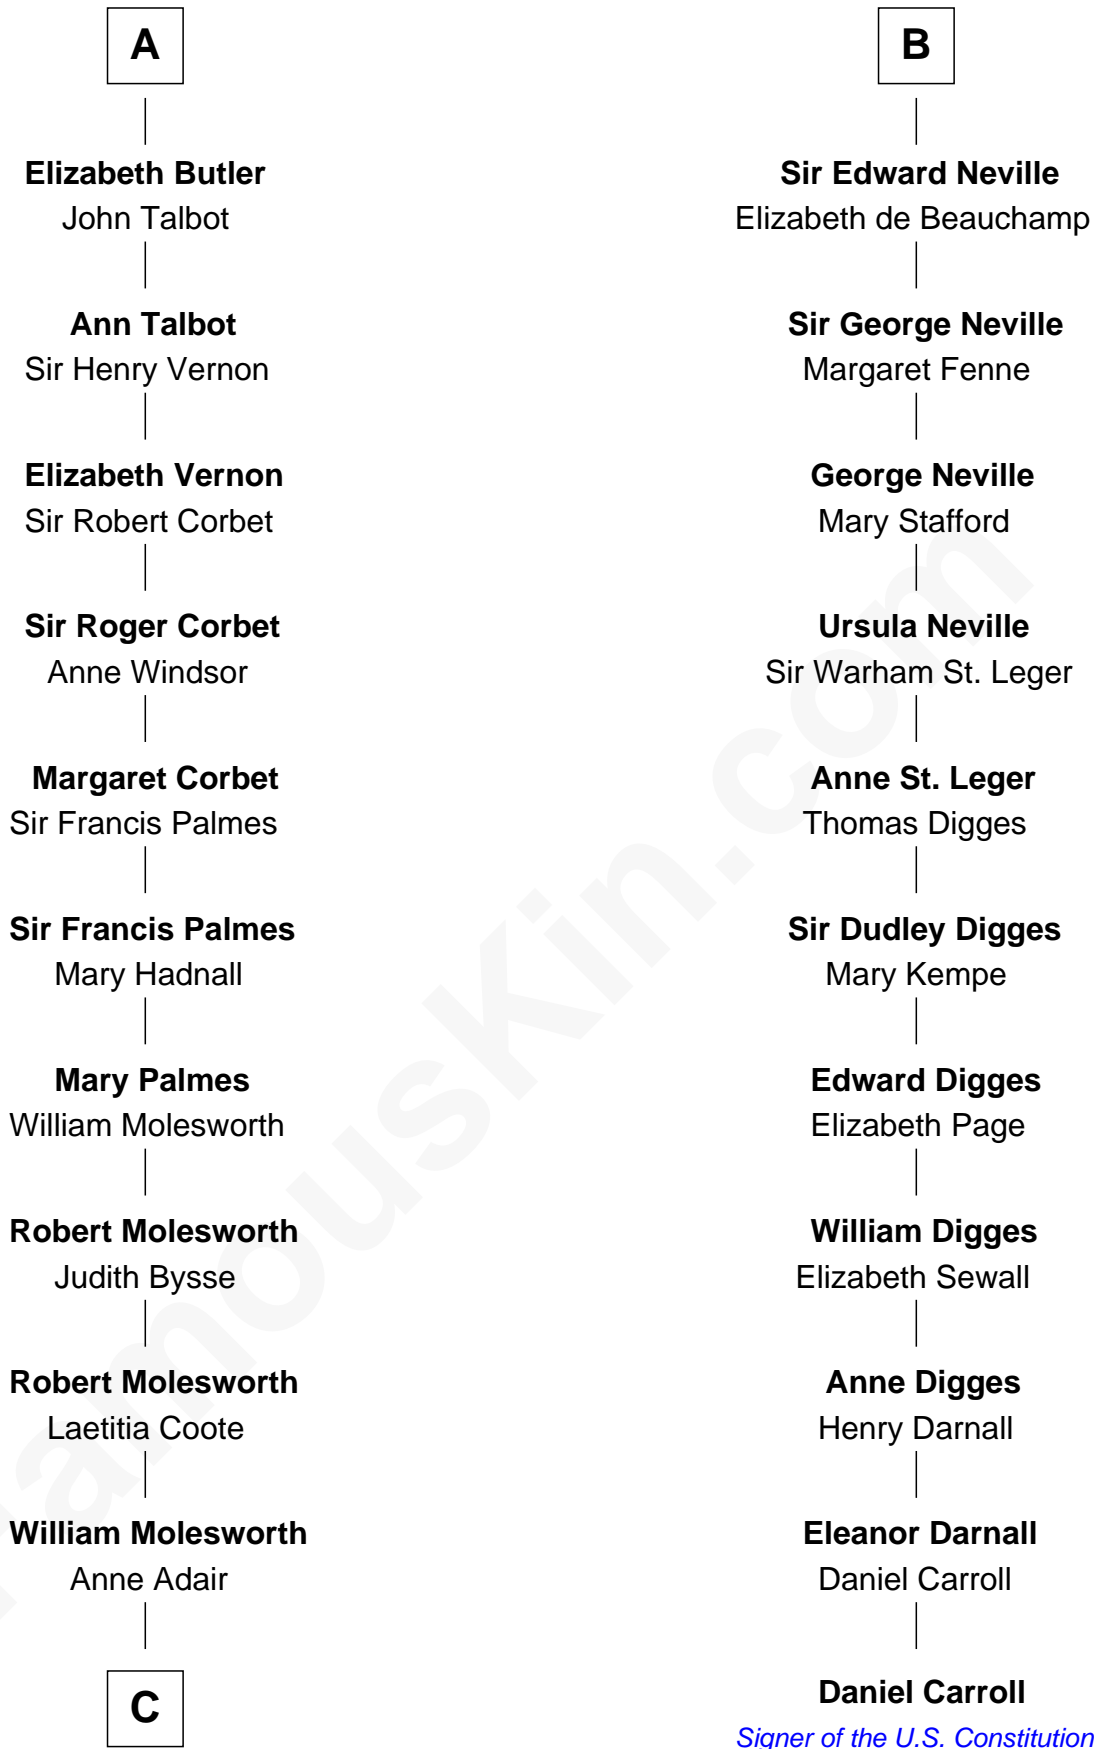 A
Elizabeth Butler
John Talbot
Ann Talbot
Sir Henry Vernon
Elizabeth Vernon
Sir Robert Corbet
Sir Roger Corbet
Anne Windsor
Margaret Corbet
Sir Francis Palmes
Sir Francis Palmes
Mary Hadnall
Mary Palmes
William Molesworth
Robert Molesworth
Judith Bysse
Robert Molesworth
Laetitia Coote
William Molesworth
Anne Adair
C
B
Sir Edward Neville
Elizabeth de Beauchamp
Sir George Neville
Margaret Fenne
George Neville
Mary Stafford
Ursula Neville
Sir Warham St. Leger
Anne St. Leger
Thomas Digges
Sir Dudley Digges
Mary Kempe
Edward Digges
Elizabeth Page
William Digges
Elizabeth Sewall
Anne Digges
Henry Darnall
Eleanor Darnall
Daniel Carroll
Daniel Carroll
Signer of the U.S. Constitution
FamousKin.com